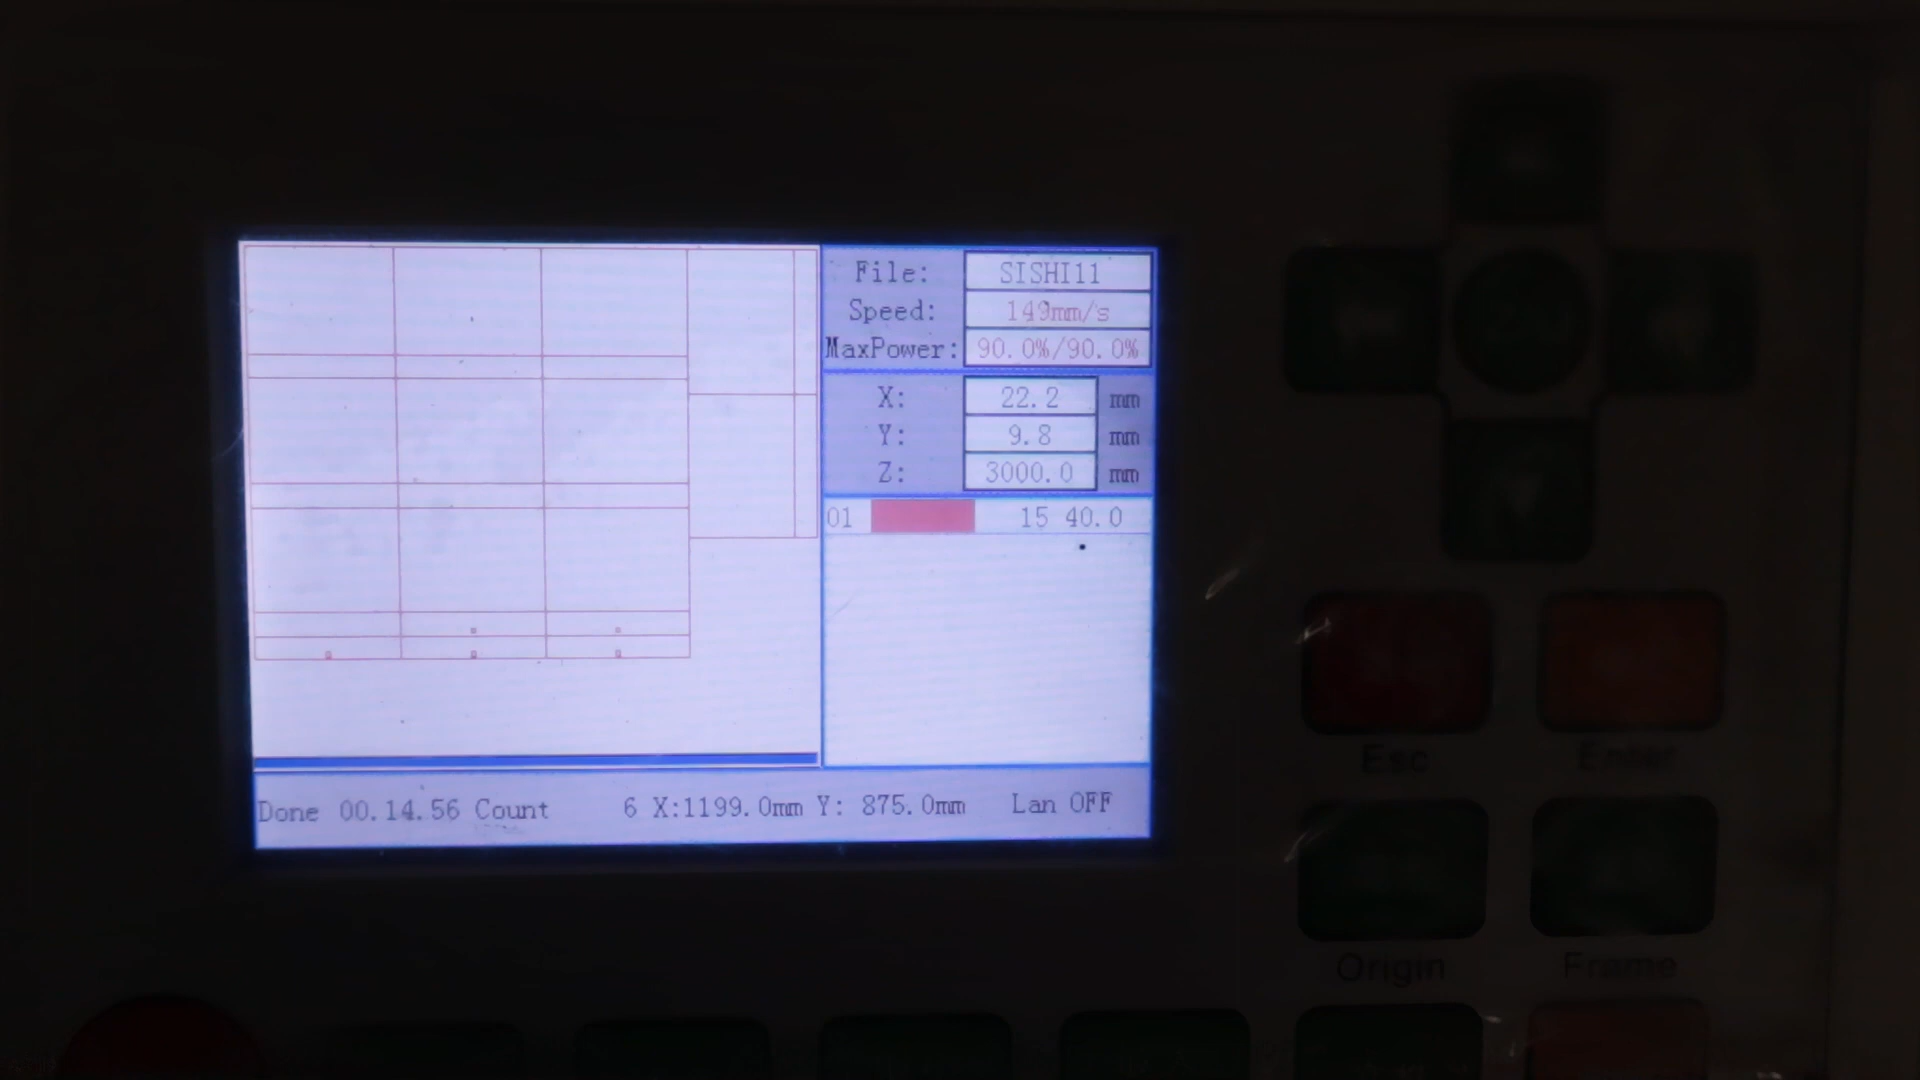 File: SISHI11
Speed: 149mm/s
MaxPower: 90.0%/90.0%
X: 22.2 mm
Y: 9.8 mm
Z: 3000.0 mm
01 15 40.0
Done 00.14.56 Count 6 X:1199.0mm Y: 875.0mm Lan OFF
Esc Enter
Origin Frame